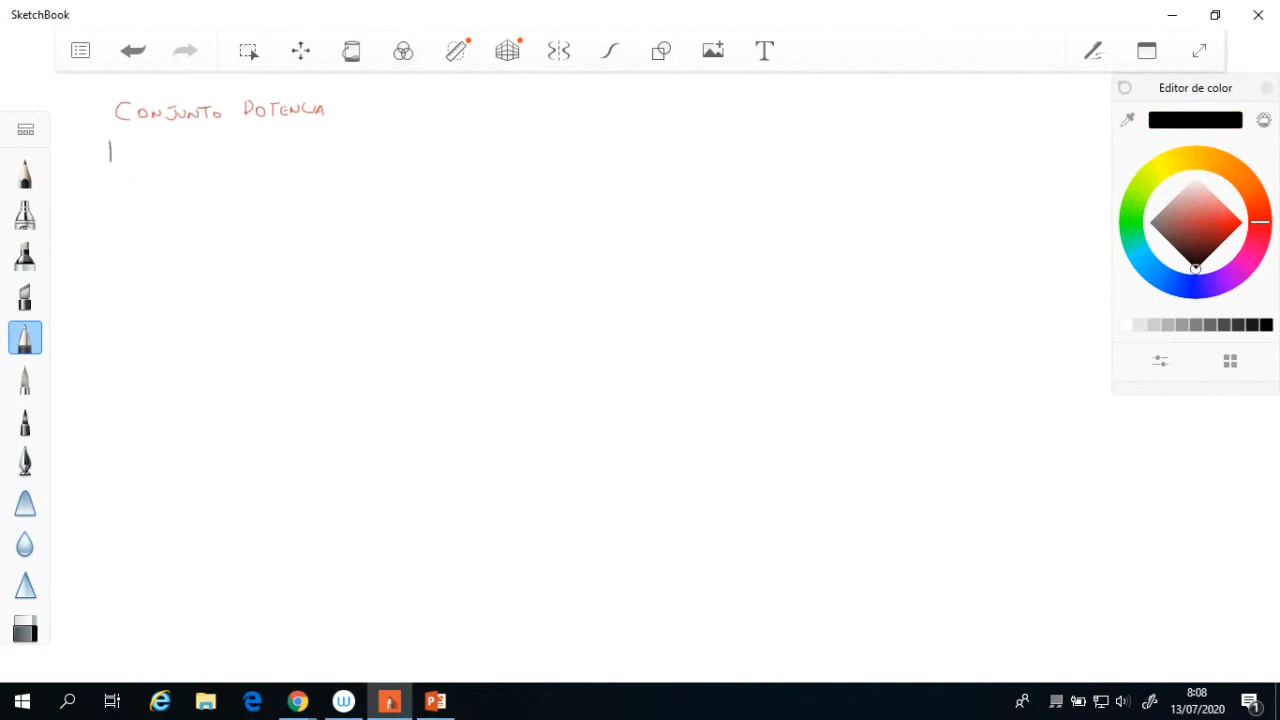 SketchBook
CONJUNTO POTENCIA
Editor de color
8:08
13/07/2020